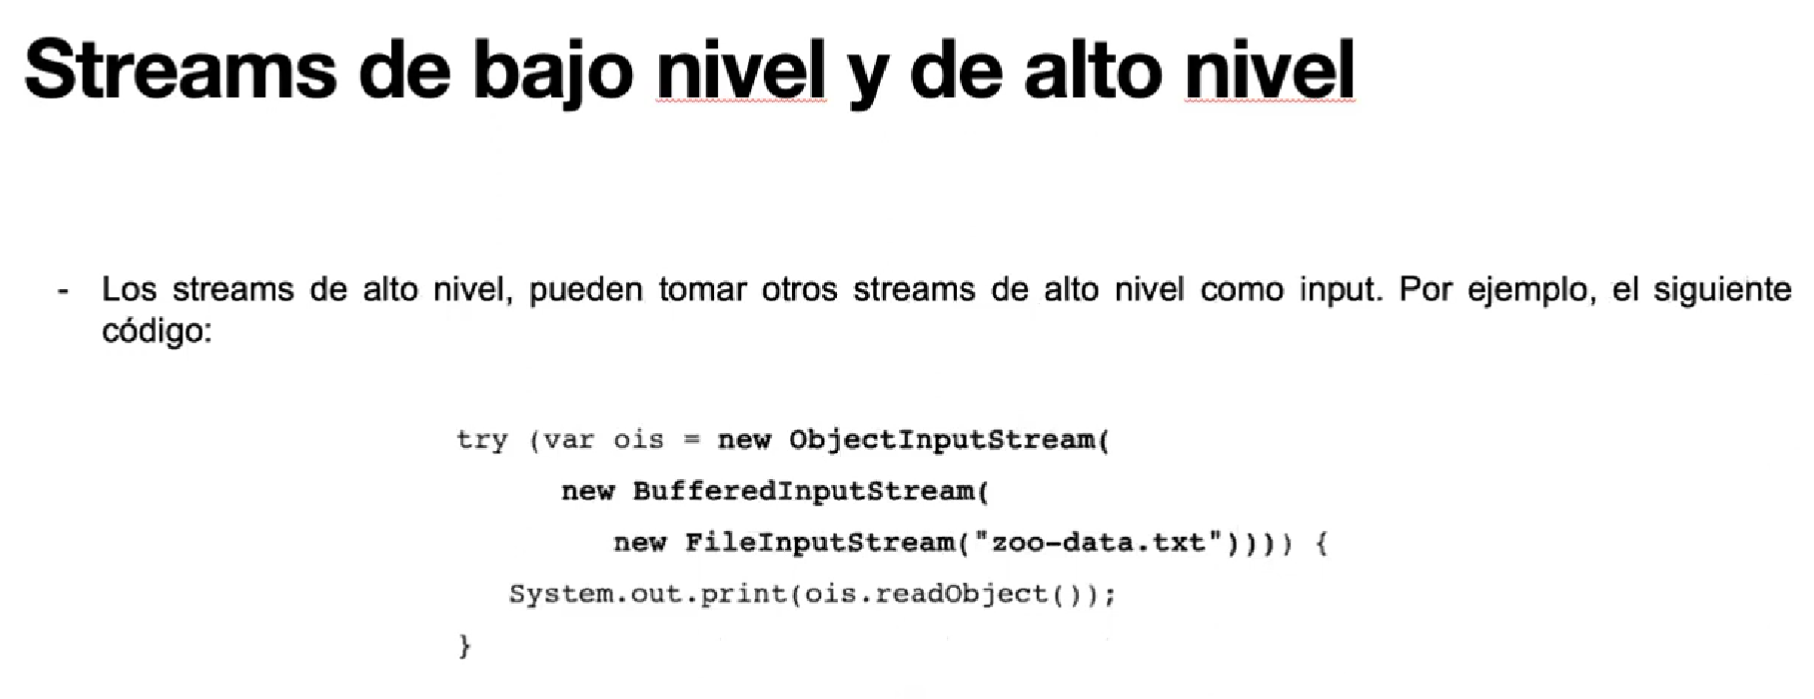 Streams de bajo nivel y de alto nivel
- Los streams de alto nivel, pueden tomar otros streams de alto nivel como input. Por ejemplo, el siguiente
código:
try (var ois = new ObjectInputStream(
new BufferedInputStream(
new FileInputStream("zoo-data.txt")))) {
System.out.print(ois.readObject());
}